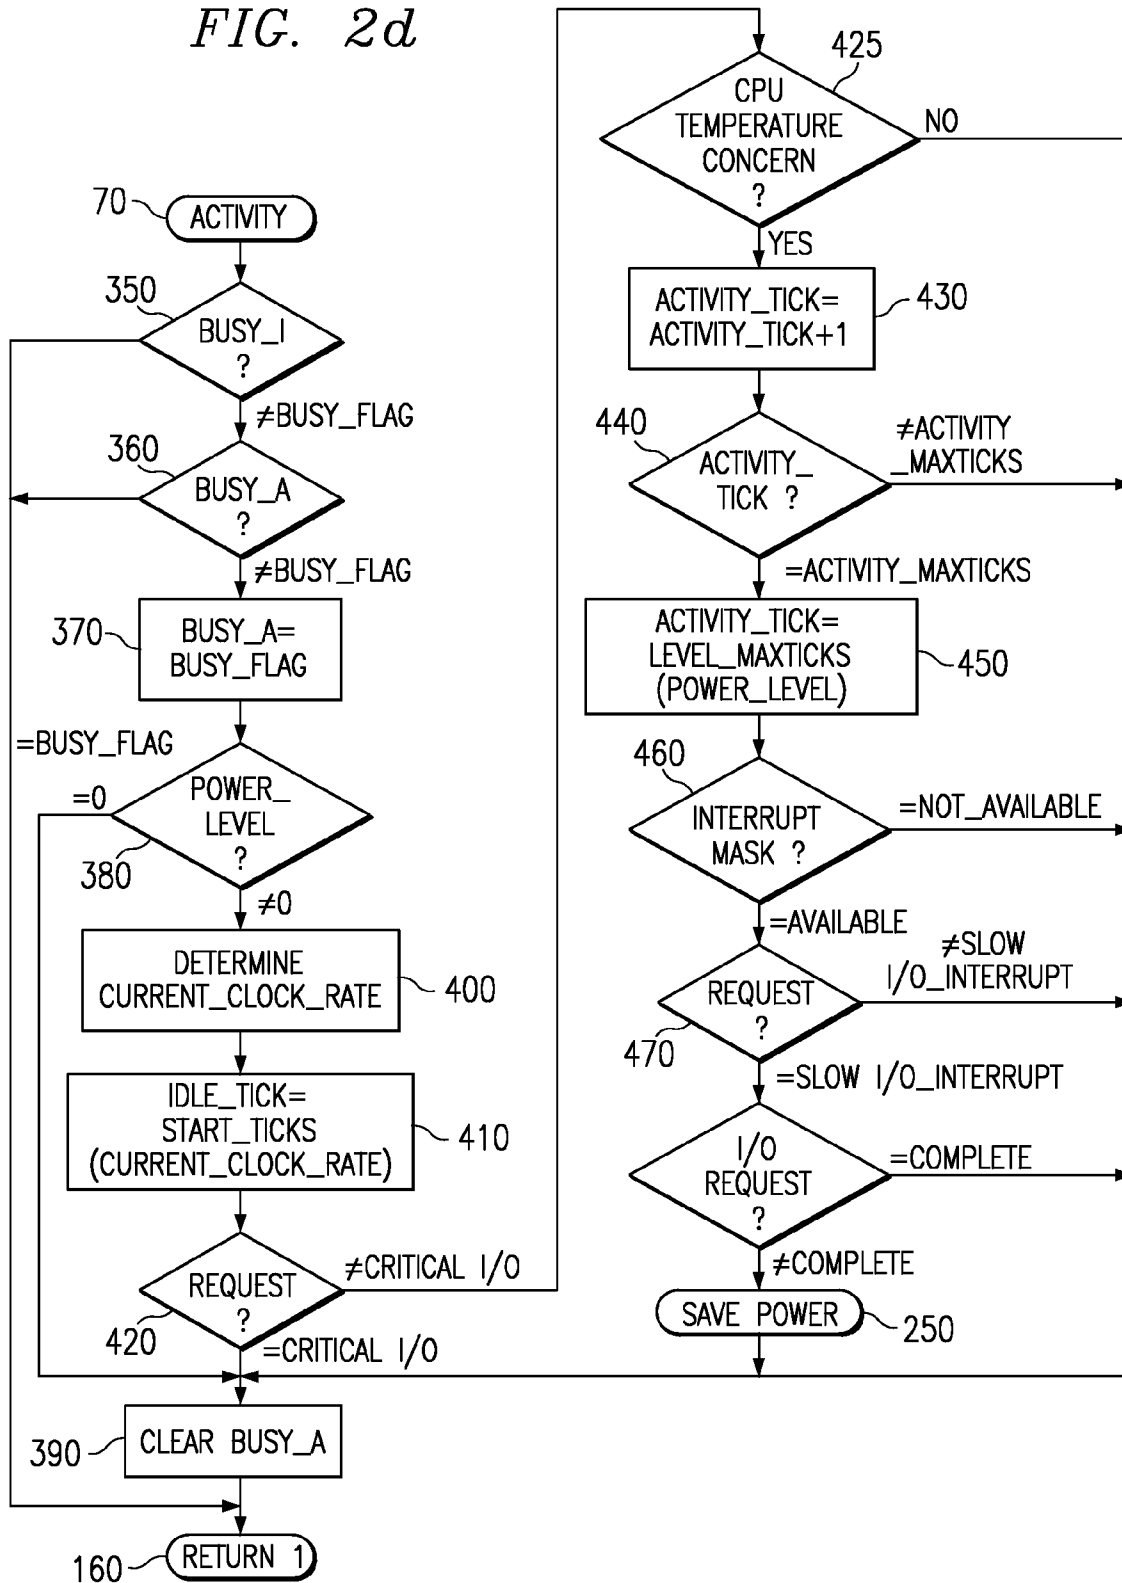 FIG. 2d
70
ACTIVITY
350
BUSY_I
?
≠BUSY_FLAG
360
BUSY_A
?
≠BUSY_FLAG
370
BUSY_A=
BUSY_FLAG
=BUSY_FLAG
=0
POWER_
LEVEL
?
380
≠0
DETERMINE
CURRENT_CLOCK_RATE
400
IDLE_TICK=
START_TICKS
(CURRENT_CLOCK_RATE)
410
REQUEST
?
≠CRITICAL I/O
420
=CRITICAL I/O
390
CLEAR BUSY_A
160
RETURN 1
425
CPU
TEMPERATURE
CONCERN
?
NO
YES
ACTIVITY_TICK=
ACTIVITY_TICK+1
430
440
ACTIVITY_
TICK ?
≠ACTIVITY
_MAXTICKS
=ACTIVITY_MAXTICKS
ACTIVITY_TICK=
LEVEL_MAXTICKS
(POWER_LEVEL)
450
460
INTERRUPT
MASK ?
=NOT_AVAILABLE
=AVAILABLE
REQUEST
?
≠SLOW
I/O_INTERRUPT
470
=SLOW I/O_INTERRUPT
I/O
REQUEST
?
=COMPLETE
≠COMPLETE
SAVE POWER
250